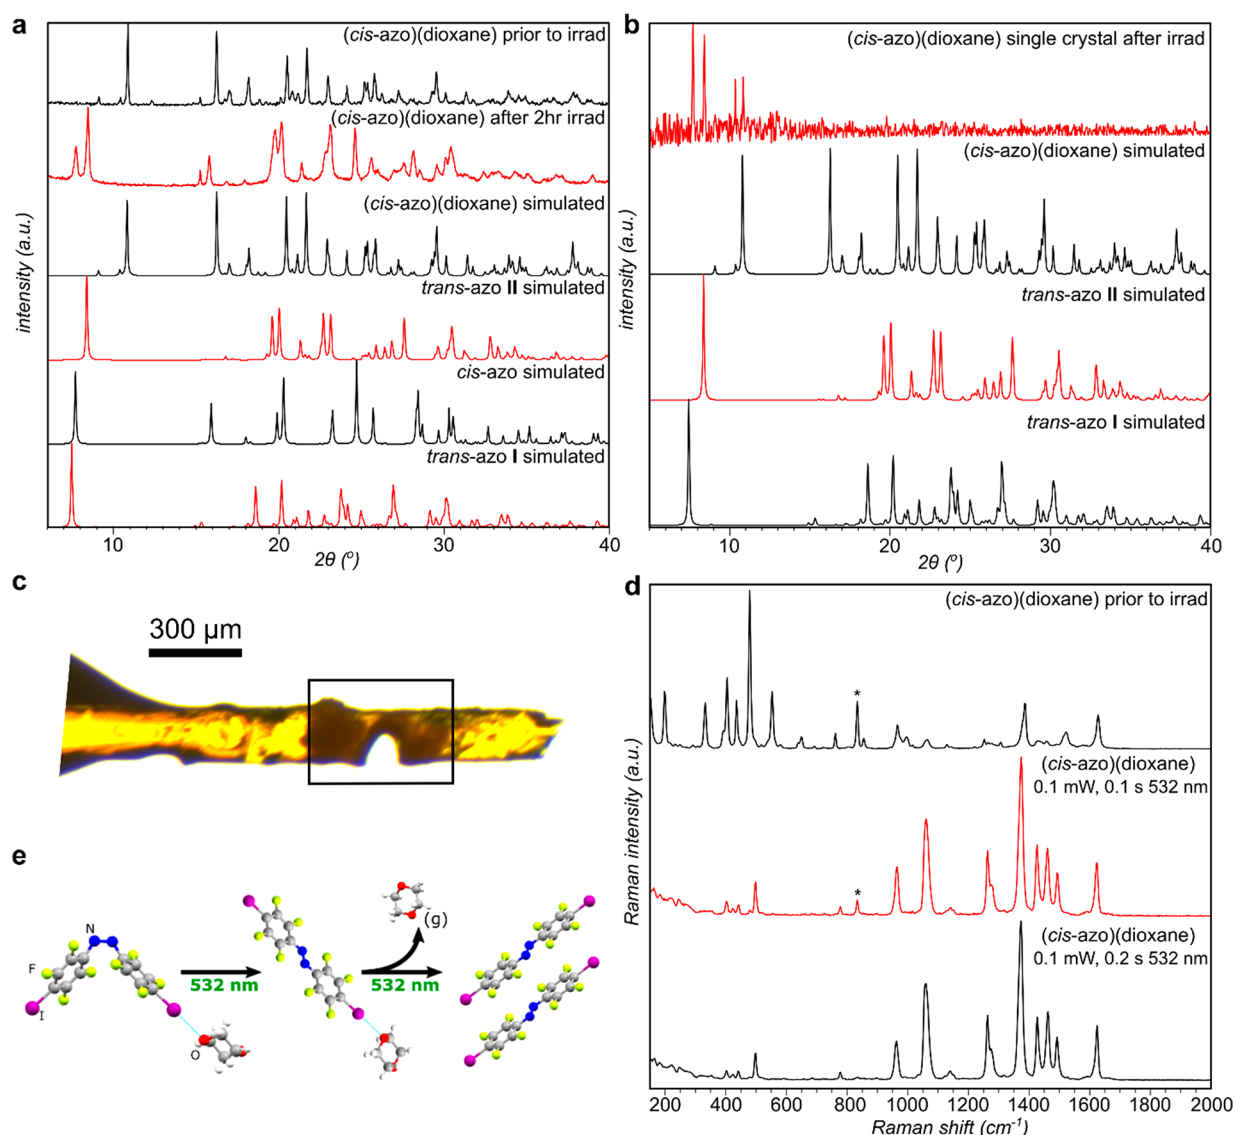 a
(cis-azo)(dioxane) prior to irrad
(cis-azo)(dioxane) after 2hr irrad
(cis-azo)(dioxane) simulated
trans-azo II simulated
cis-azo simulated
trans-azo I simulated
intensity (a.u.)
10 20 30 40
2θ (°)
b
(cis-azo)(dioxane) single crystal after irrad
(cis-azo)(dioxane) simulated
trans-azo II simulated
trans-azo I simulated
intensity (a.u.)
10 20 30 40
2θ (°)
c
300 µm
d
(cis-azo)(dioxane) prior to irrad
*
(cis-azo)(dioxane)
0.1 mW, 0.1 s 532 nm
*
(cis-azo)(dioxane)
0.1 mW, 0.2 s 532 nm
Raman intensity (a.u.)
200 400 600 800 1000 1200 1400 1600 1800 2000
Raman shift (cm-1)
e
N
F
I
O
532 nm
(g)
532 nm